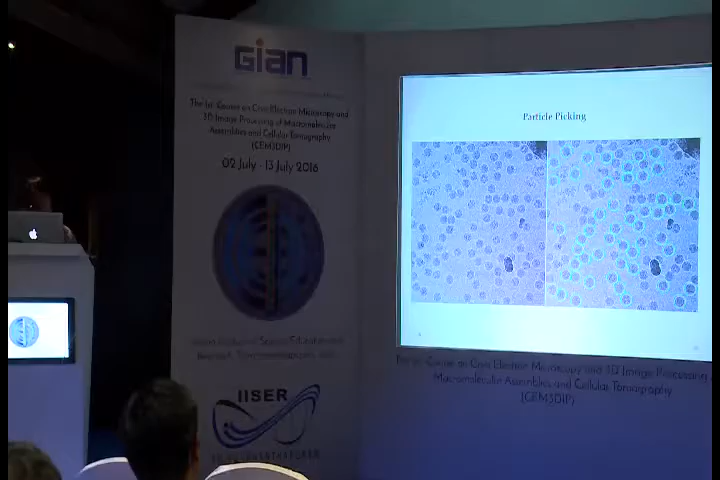 GIAN
The 1st Course on Cryo Electron Microscopy and
3D Image Processing of Macromolecular
Assemblies and Cellular Tomography
(CEM3DIP)
02 July - 13 July 2016
IISER
Particle Picking
The 1st Course on Cryo Electron Microscopy and 3D Image Processing
Macromolecular Assemblies and Cellular Tomography
(CEM3DIP)